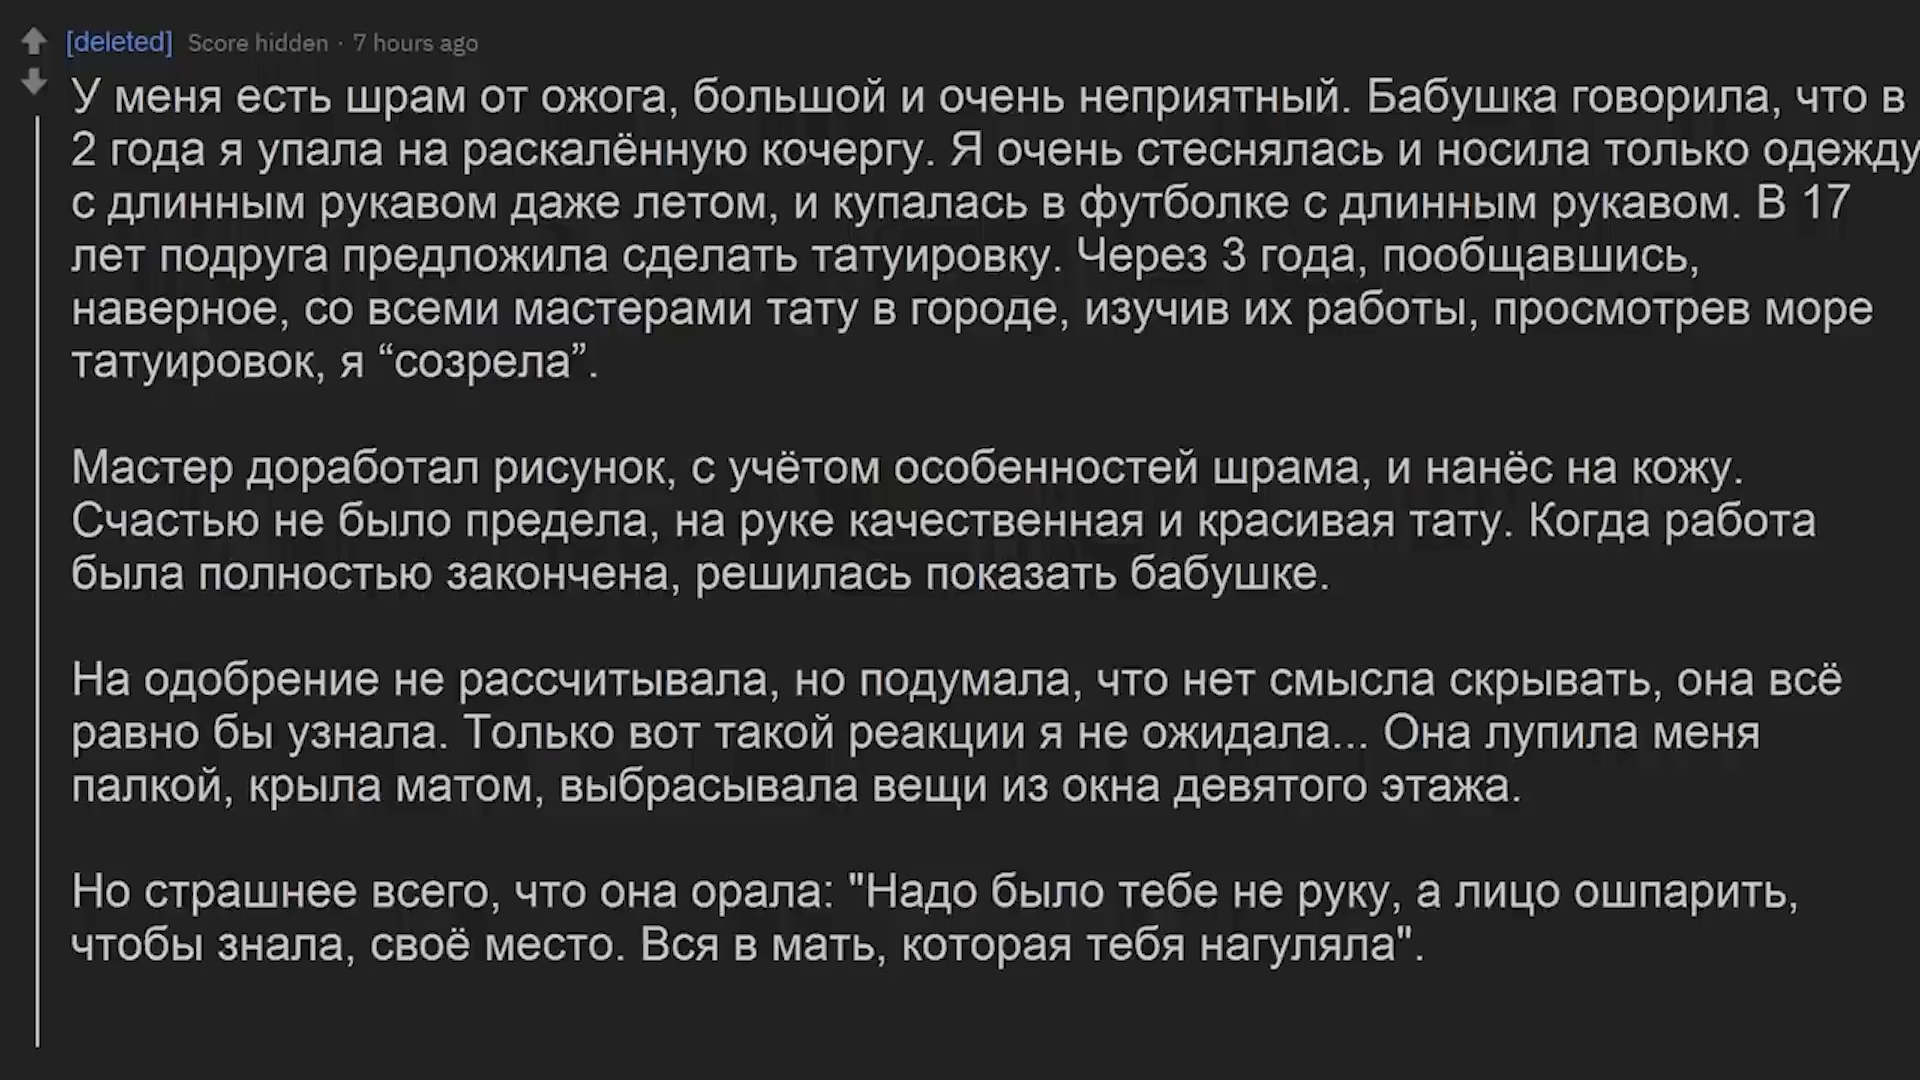 [deleted] Score hidden · 7 hours ago
У меня есть шрам от ожога, большой и очень неприятный. Бабушка говорила, что в
2 года я упала на раскалённую кочергу. Я очень стеснялась и носила только одежду
с длинным рукавом даже летом, и купалась в футболке с длинным рукавом. В 17
лет подруга предложила сделать татуировку. Через 3 года, пообщавшись,
наверное, со всеми мастерами тату в городе, изучив их работы, просмотрев море
татуировок, я “созрела”.
Мастер доработал рисунок, с учётом особенностей шрама, и нанёс на кожу.
Счастью не было предела, на руке качественная и красивая тату. Когда работа
была полностью закончена, решилась показать бабушке.
На одобрение не рассчитывала, но подумала, что нет смысла скрывать, она всё
равно бы узнала. Только вот такой реакции я не ожидала... Она лупила меня
палкой, крыла матом, выбрасывала вещи из окна девятого этажа.
Но страшнее всего, что она орала: "Надо было тебе не руку, а лицо ошпарить,
чтобы знала, своё место. Вся в мать, которая тебя нагуляла".